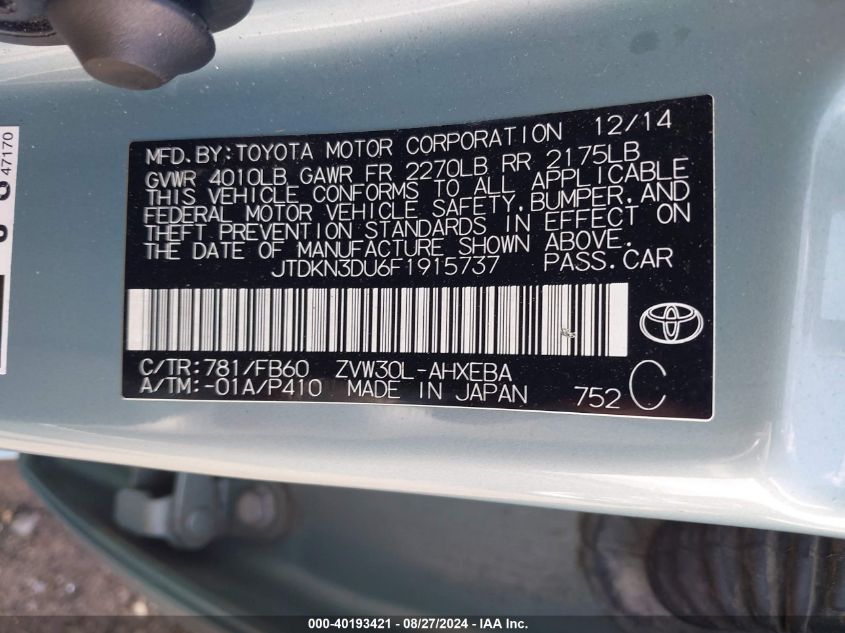 MFD.BY:TOYOTA MOTOR CORPORATION 12/14
GVWR 4010LB GAWR FR 2270LB RR 2175LB
THIS VEHICLE CONFORMS TO ALL APPLICABLE
FEDERAL MOTOR VEHICLE SAFETY,BUMPER,AND
THEFT PREVENTION STANDARDS IN EFFECT ON
THE DATE OF MANUFACTURE SHOWN ABOVE.
JTDKN3DU6F1915737 PASS.CAR
C/TR:781/FB60 ZVW30L-AHXEBA
A/TM:-01A/P410 MADE IN JAPAN 752 C
47170
000-40193421 | 08/27/2024 | IAA, Inc.